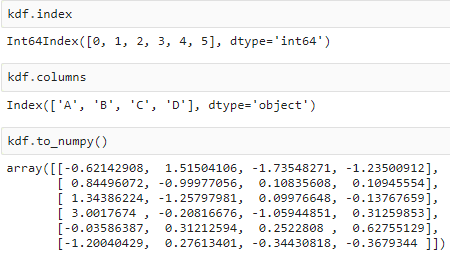 kdf.index
Int64Index([0, 1, 2, 3, 4, 5], dtype='int64')
kdf.columns
Index(['A', 'B', 'C', 'D'], dtype='object')
kdf.to_numpy()
array([[-0.62142908,  1.51504106, -1.73548271, -1.23500912],
       [ 0.84496072, -0.99977056,  0.10835608,  0.10945554],
       [ 1.34386224, -1.25797981,  0.09976648, -0.13767659],
       [ 3.0017674 , -0.20816676, -1.05944851,  0.31259853],
       [-0.03586387,  0.31212594,  0.2522808 ,  0.62755129],
       [-1.20040429,  0.27613401, -0.34430818, -0.3679344 ]])